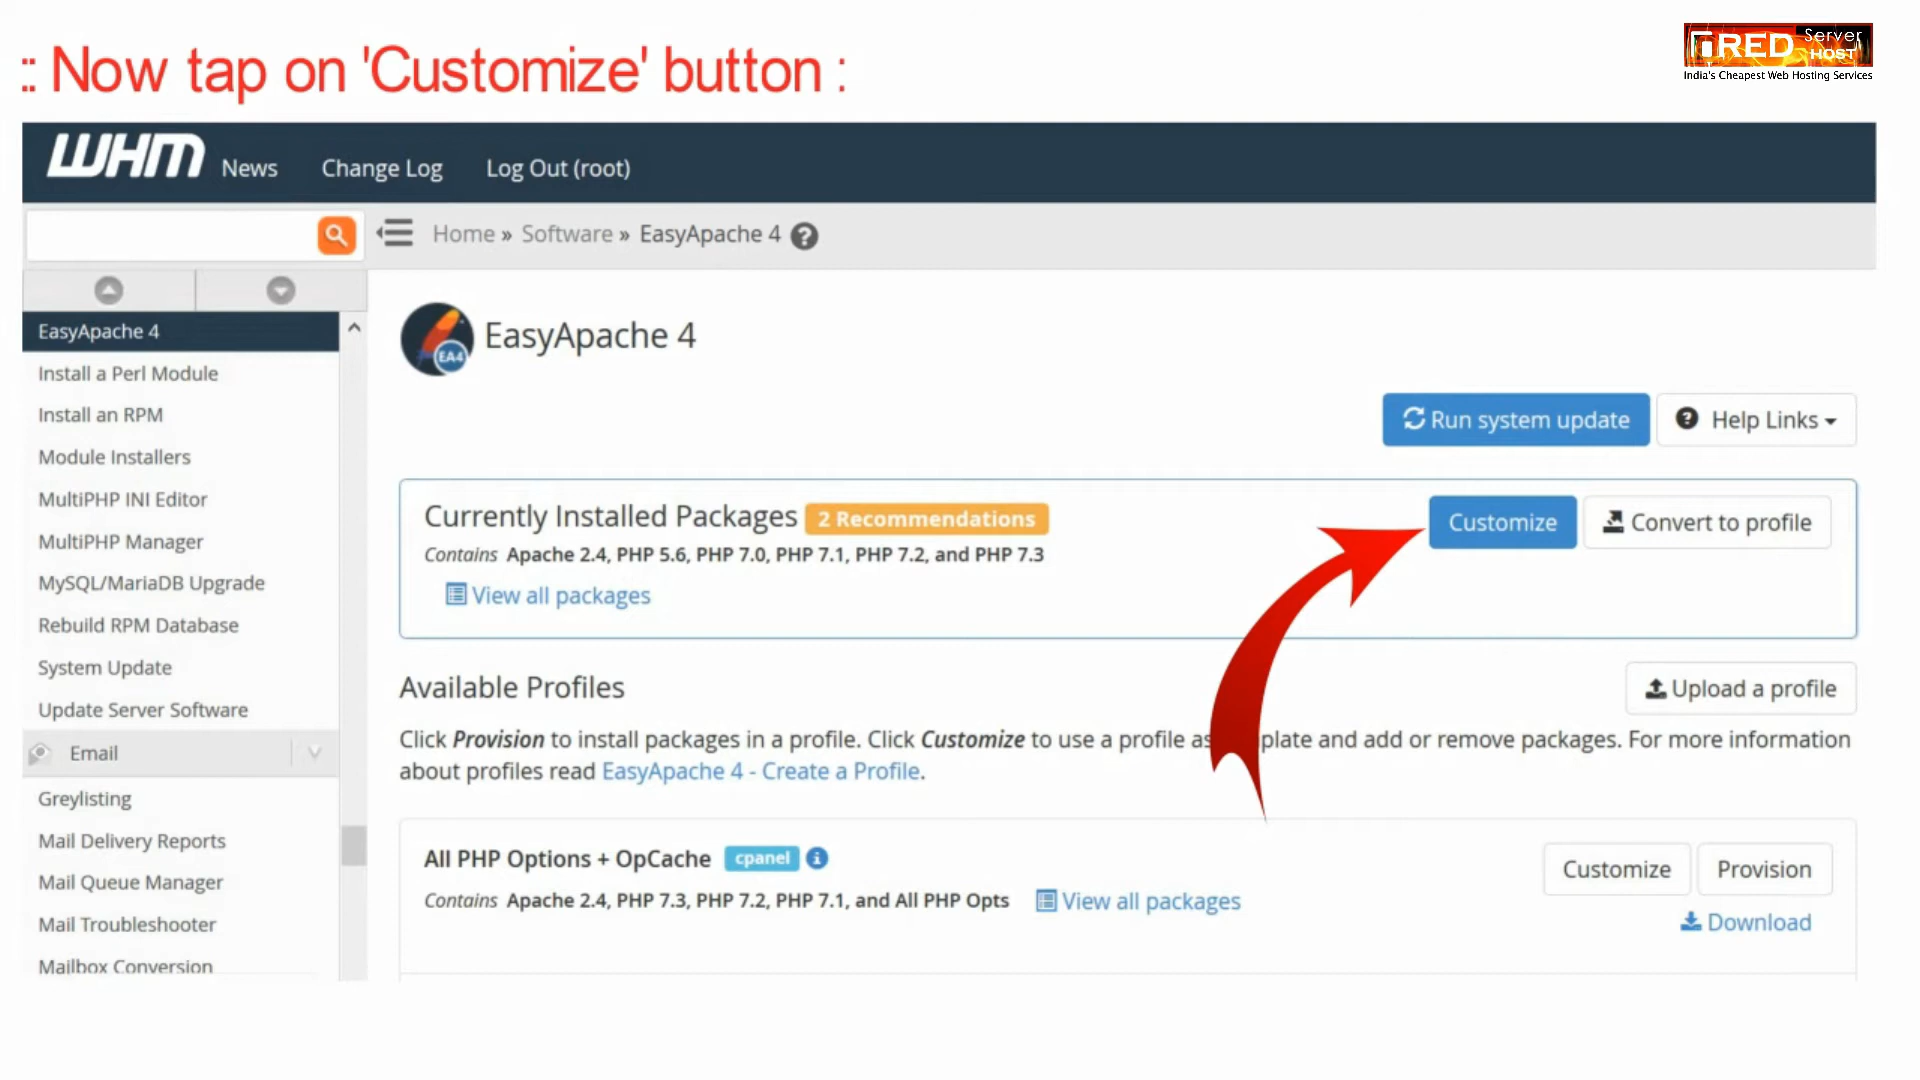 :: Now tap on 'Customize' button :
RED Server HOST
India's Cheapest Web Hosting Services
WHM News Change Log Log Out (root)
Home » Software » EasyApache 4
EasyApache 4
Install a Perl Module
Install an RPM
Module Installers
MultiPHP INI Editor
MultiPHP Manager
MySQL/MariaDB Upgrade
Rebuild RPM Database
System Update
Update Server Software
Email
Greylisting
Mail Delivery Reports
Mail Queue Manager
Mail Troubleshooter
Mailbox Conversion
EA4 EasyApache 4
Run system update Help Links
Currently Installed Packages 2 Recommendations Customize Convert to profile
Contains Apache 2.4, PHP 5.6, PHP 7.0, PHP 7.1, PHP 7.2, and PHP 7.3
View all packages
Available Profiles Upload a profile
Click Provision to install packages in a profile. Click Customize to use a profile as plate and add or remove packages. For more information
about profiles read EasyApache 4 - Create a Profile.
All PHP Options + OpCache cpanel Customize Provision
Contains Apache 2.4, PHP 7.3, PHP 7.2, PHP 7.1, and All PHP Opts View all packages
Download